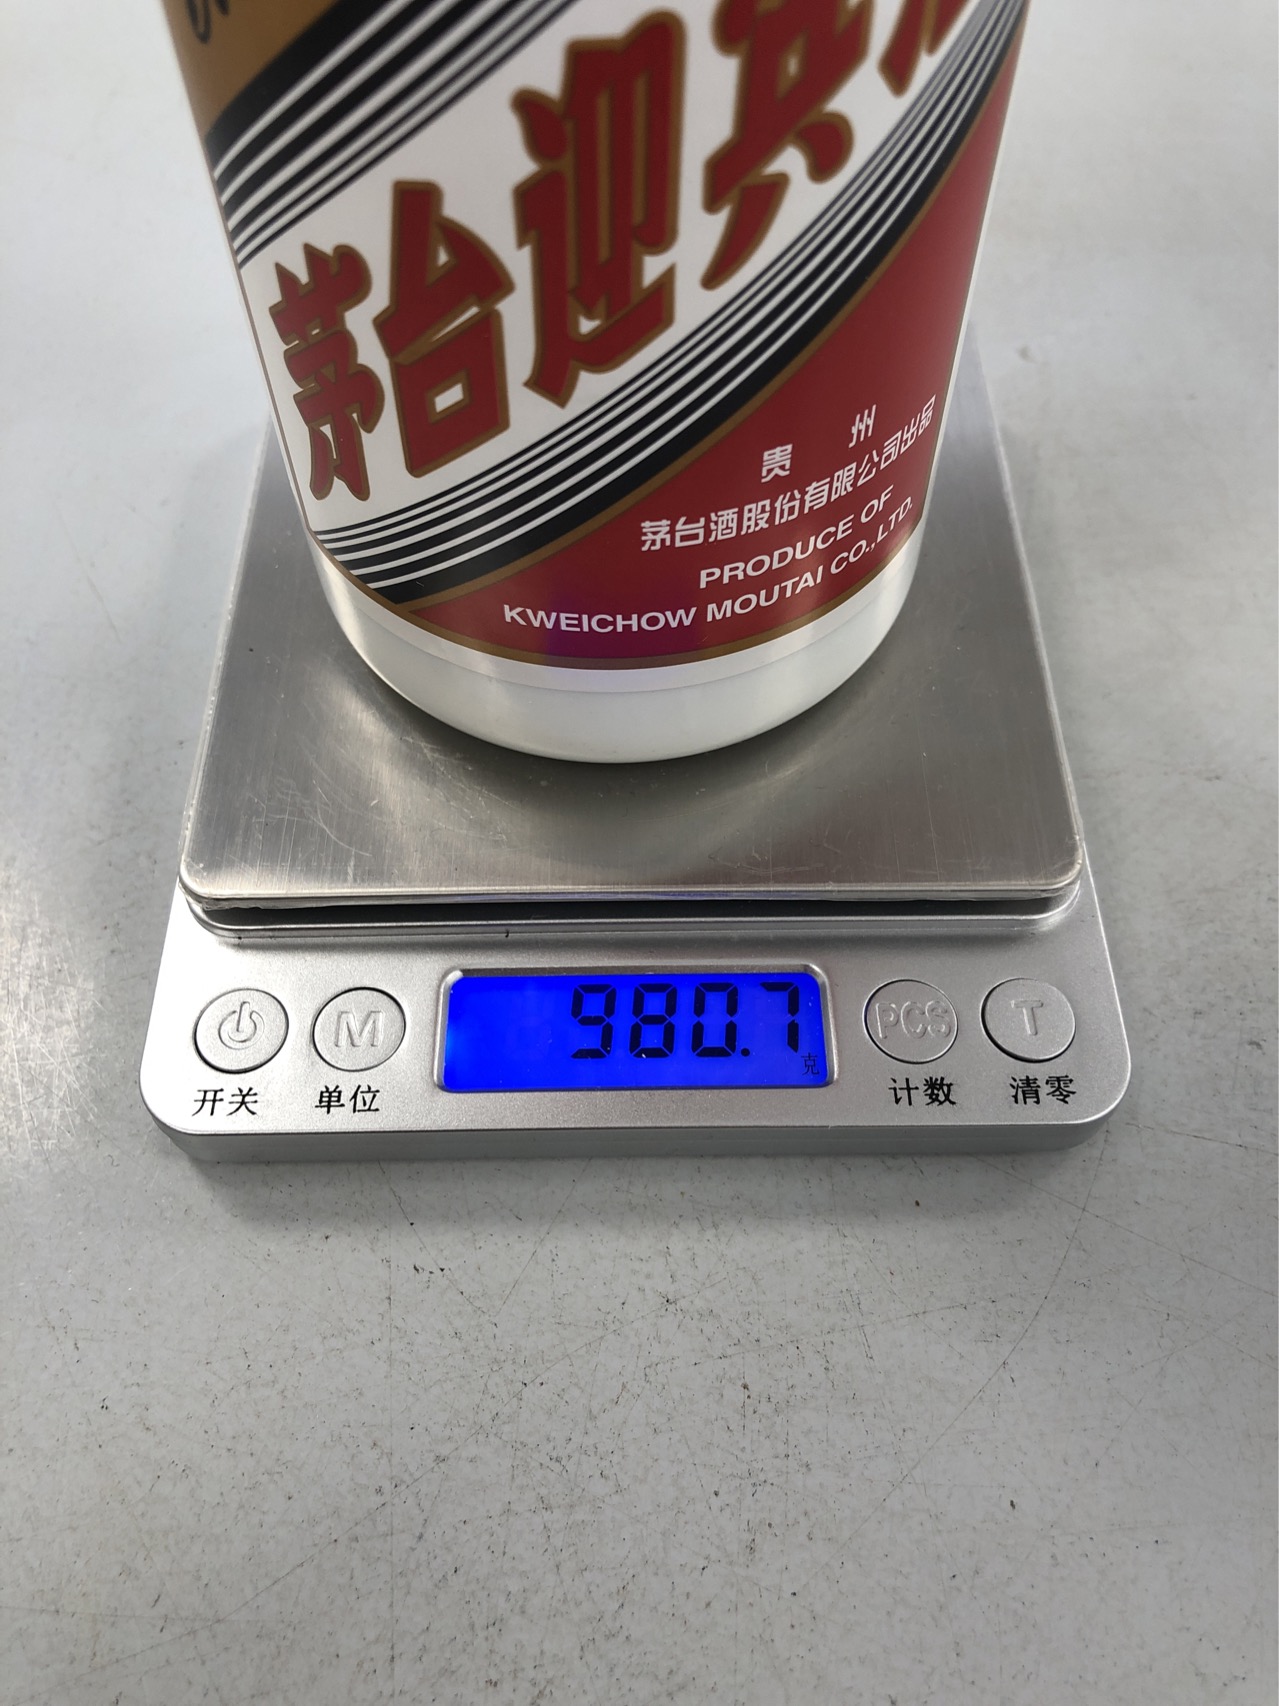 茅台迎宾
贵 州
茅台酒股份有限公司出品
PRODUCE OF
KWEICHOW MOUTAI CO.,LTD.
980.7
克
M
PCS
T
开关
单位
计数
清零